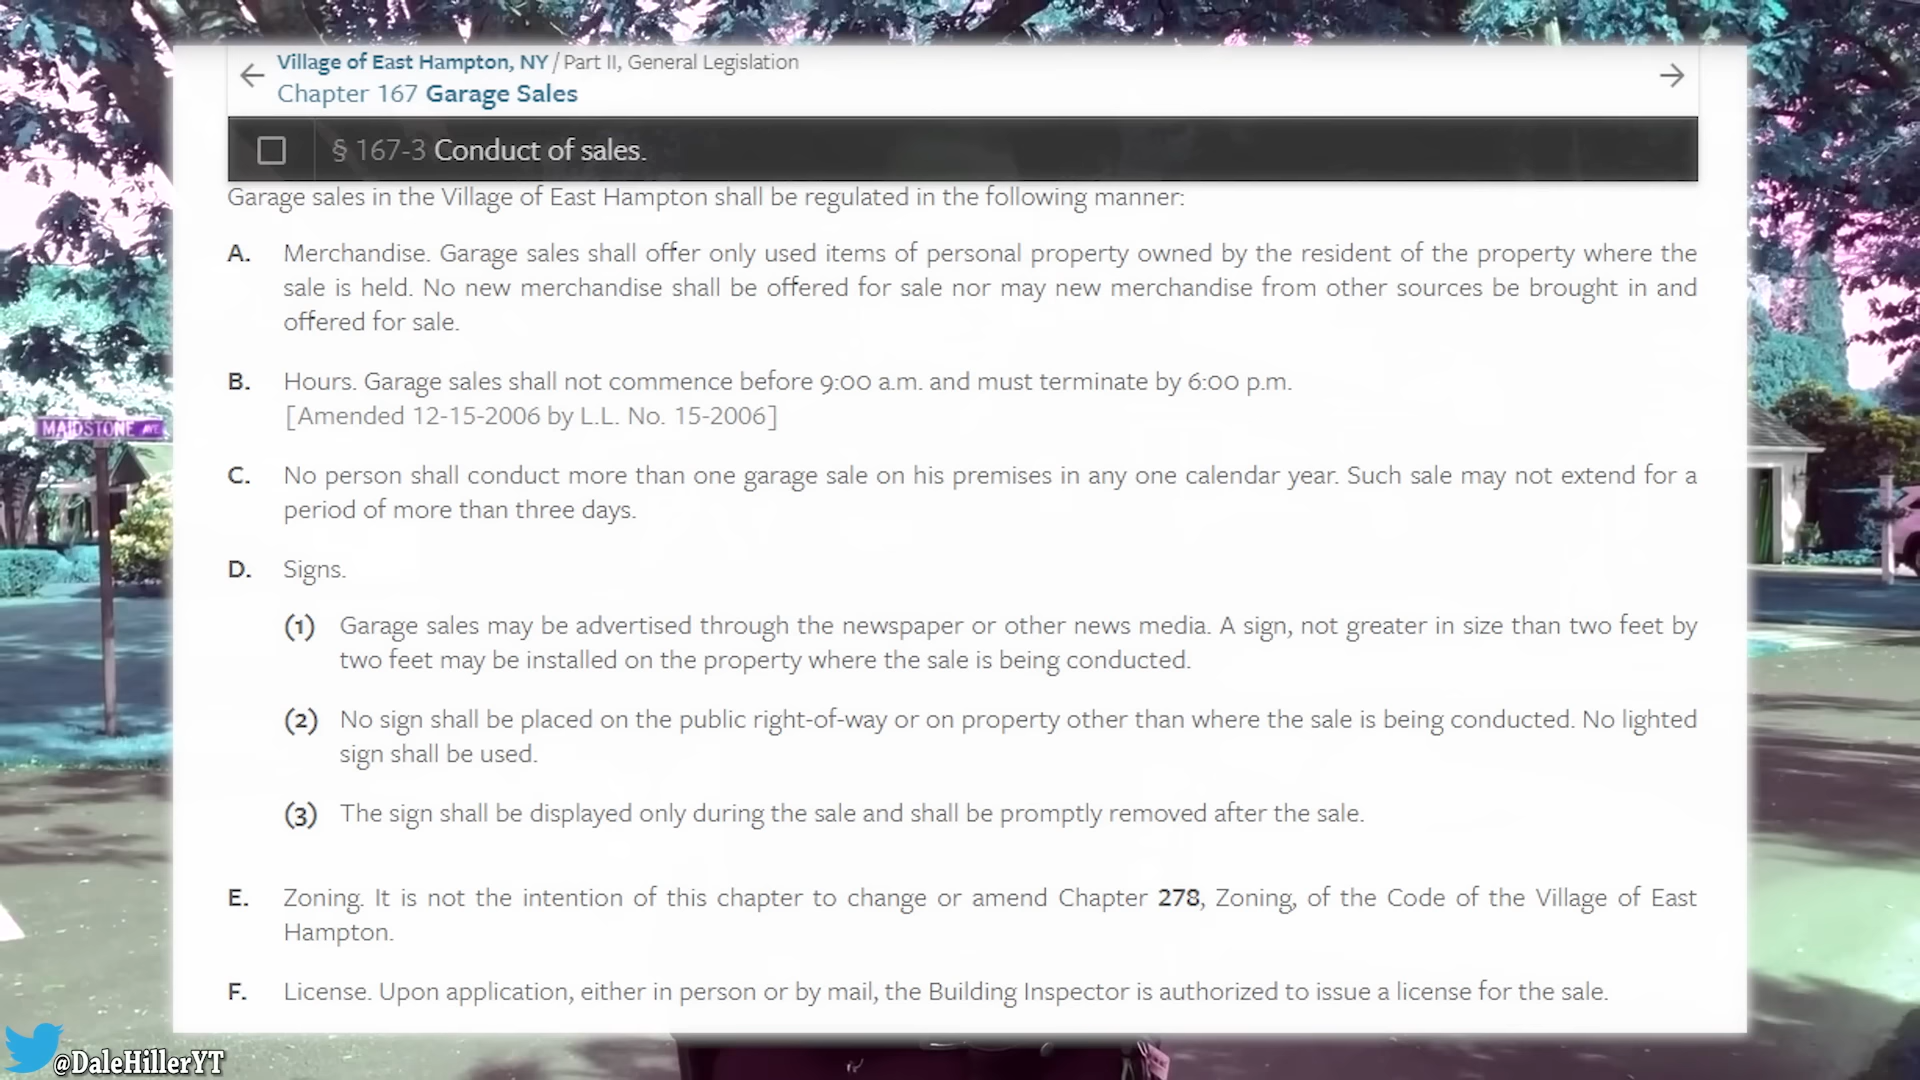 Village of East Hampton, NY / Part II, General Legislation
Chapter 167 Garage Sales
§ 167-3 Conduct of sales.
Garage sales in the Village of East Hampton shall be regulated in the following manner:
A. Merchandise. Garage sales shall offer only used items of personal property owned by the resident of the property where the
sale is held. No new merchandise shall be offered for sale nor may new merchandise from other sources be brought in and
offered for sale.
B. Hours. Garage sales shall not commence before 9:00 a.m. and must terminate by 6:00 p.m.
[Amended 12-15-2006 by L.L. No. 15-2006]
MAIDSTONE AVE
C. No person shall conduct more than one garage sale on his premises in any one calendar year. Such sale may not extend for a
period of more than three days.
D. Signs.
(1) Garage sales may be advertised through the newspaper or other news media. A sign, not greater in size than two feet by
two feet may be installed on the property where the sale is being conducted.
(2) No sign shall be placed on the public right-of-way or on property other than where the sale is being conducted. No lighted
sign shall be used.
(3) The sign shall be displayed only during the sale and shall be promptly removed after the sale.
E. Zoning. It is not the intention of this chapter to change or amend Chapter 278, Zoning, of the Code of the Village of East
Hampton.
F. License. Upon application, either in person or by mail, the Building Inspector is authorized to issue a license for the sale.
@DaleHillerYT